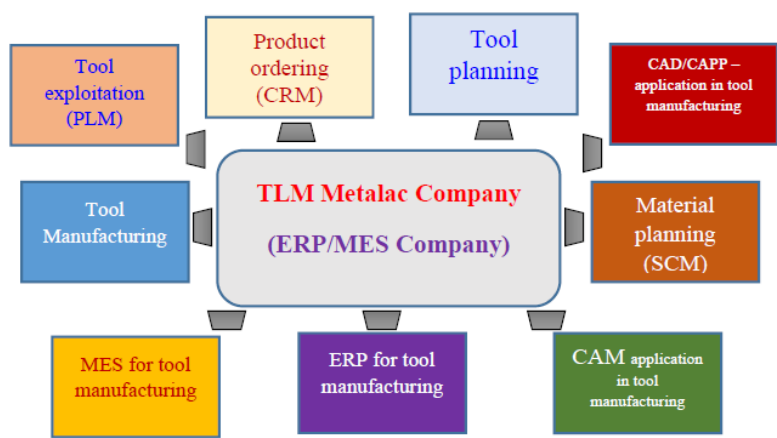 Tool
exploitation
(PLM)
Product
ordering
(CRM)
Tool
planning
CAD/CAPP –
application in tool
manufacturing
TLM Metalac Company
(ERP/MES Company)
Tool
Manufacturing
Material
planning
(SCM)
MES for tool
manufacturing
ERP for tool
manufacturing
CAM application
in tool
manufacturing